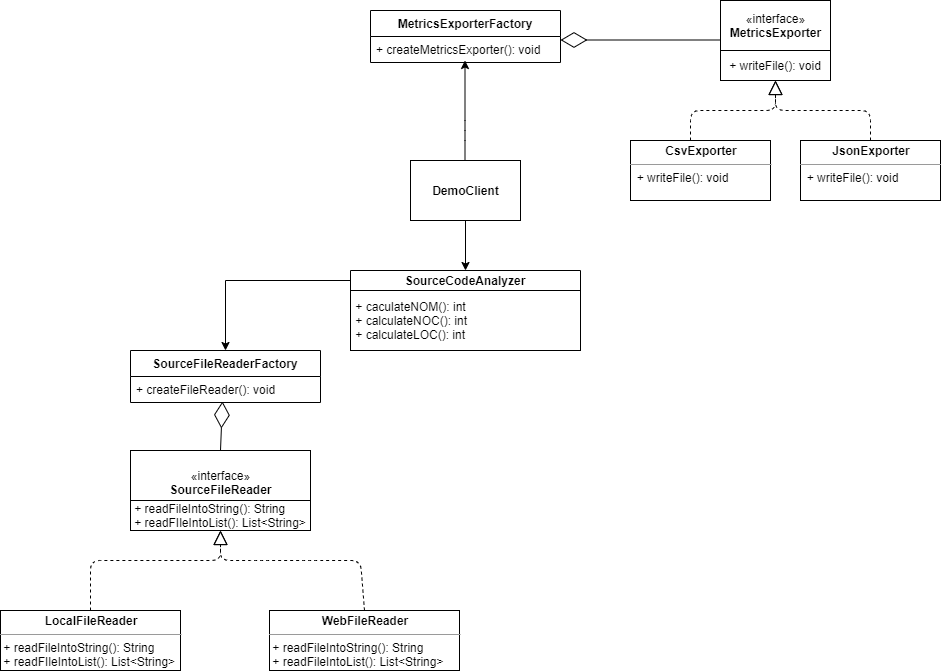 MetricsExporterFactory
+ createMetricsExporter(): void
«interface»
MetricsExporter
+ writeFile(): void
CsvExporter
+ writeFile(): void
JsonExporter
+ writeFile(): void
DemoClient
SourceCodeAnalyzer
+ caculateNOM(): int
+ calculateNOC(): int
+ calculateLOC(): int
SourceFileReaderFactory
+ createFileReader(): void
«interface»
SourceFileReader
+ readFileIntoString(): String
+ readFIleIntoList(): List<String>
LocalFileReader
+ readFileIntoString(): String
+ readFIleIntoList(): List<String>
WebFileReader
+ readFileIntoString(): String
+ readFIleIntoList(): List<String>